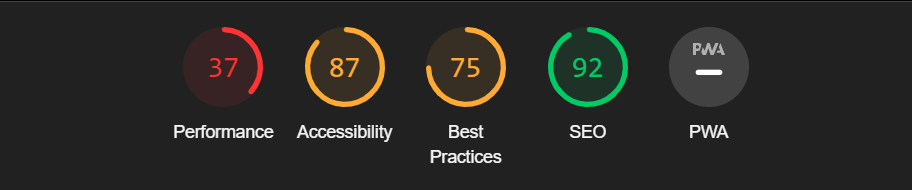 37 87 75 92 PWA
Performance Accessibility Best SEO PWA
Practices